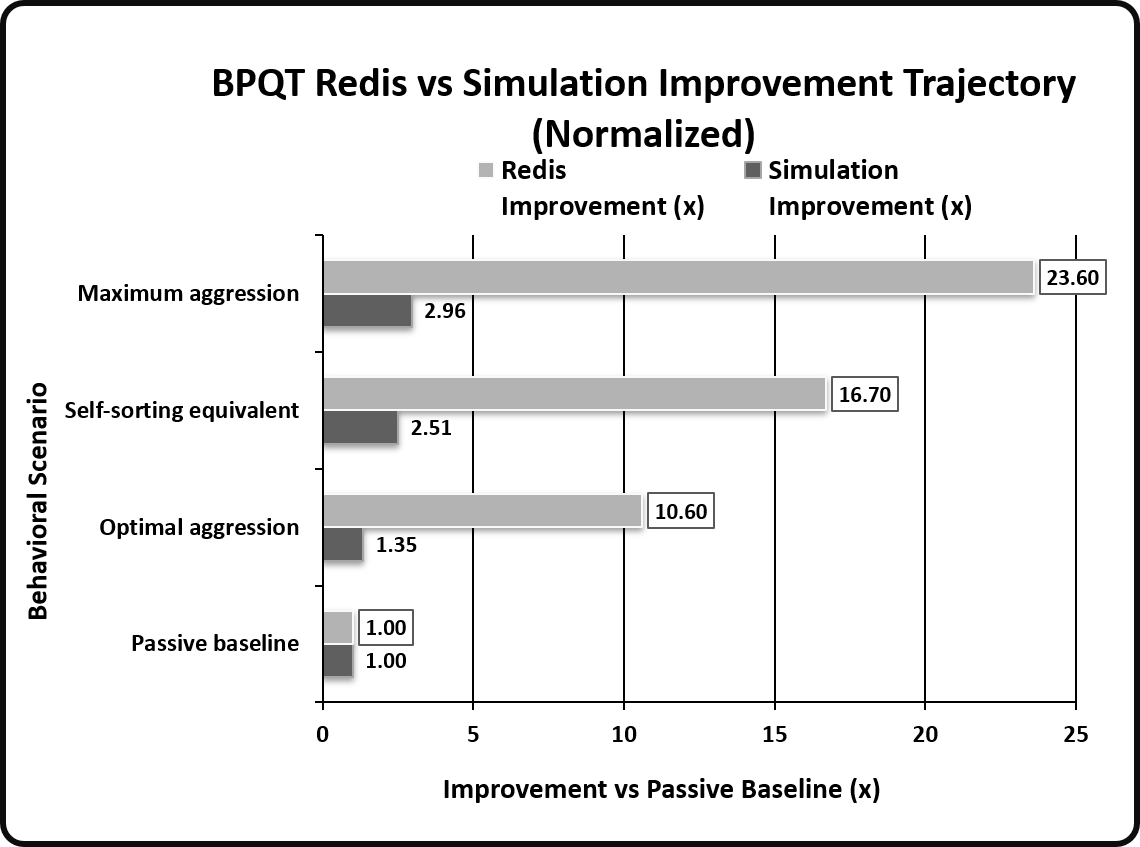 BPQT Redis vs Simulation Improvement Trajectory
(Normalized)
Redis
Improvement (x)
Simulation
Improvement (x)
Behavioral Scenario
Maximum aggression
23.60
2.96
Self-sorting equivalent
16.70
2.51
Optimal aggression
10.60
1.35
Passive baseline
1.00
1.00
0 5 10 15 20 25
Improvement vs Passive Baseline (x)